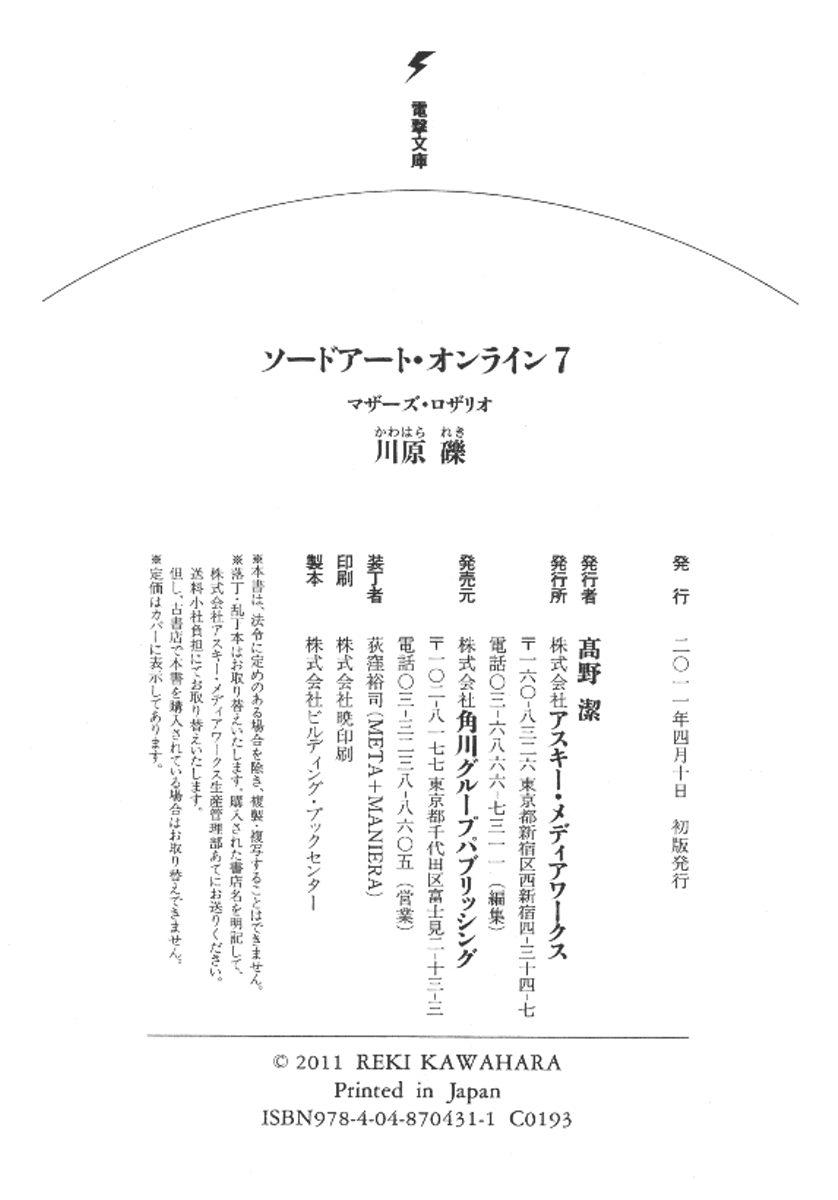 電撃文庫
ソードアート・オンライン7
マザーズ・ロザリオ
かわはら れき
川原 礫
発行 二〇一一年四月十日 初版発行
発行者 髙野 潔
発行所 株式会社アスキー・メディアワークス
〒一六〇-八三二六 東京都新宿区西新宿四-三十四-七
電話〇三-六八六六-七三一一(編集)
発売元 株式会社角川グループパブリッシング
〒一〇二-八一七七 東京都千代田区富士見二-十三-三
電話〇三-三二三八-八六〇五(営業)
装丁者 荻窪裕司(META+MANIERA)
印刷 株式会社暁印刷
製本 株式会社ビルディング・ブックセンター
※本書は、法令に定めのある場合を除き、複製・複写することはできません。
※落丁・乱丁本はお取り替えいたします。購入された書店名を明記して、
株式会社アスキー・メディアワークス生産管理部あてにお送りください。
送料小社負担にてお取り替えいたします。
但し、古書店で本書を購入されている場合はお取り替えできません。
※定価はカバーに表示してあります。
© 2011 REKI KAWAHARA
Printed in Japan
ISBN978-4-04-870431-1 C0193